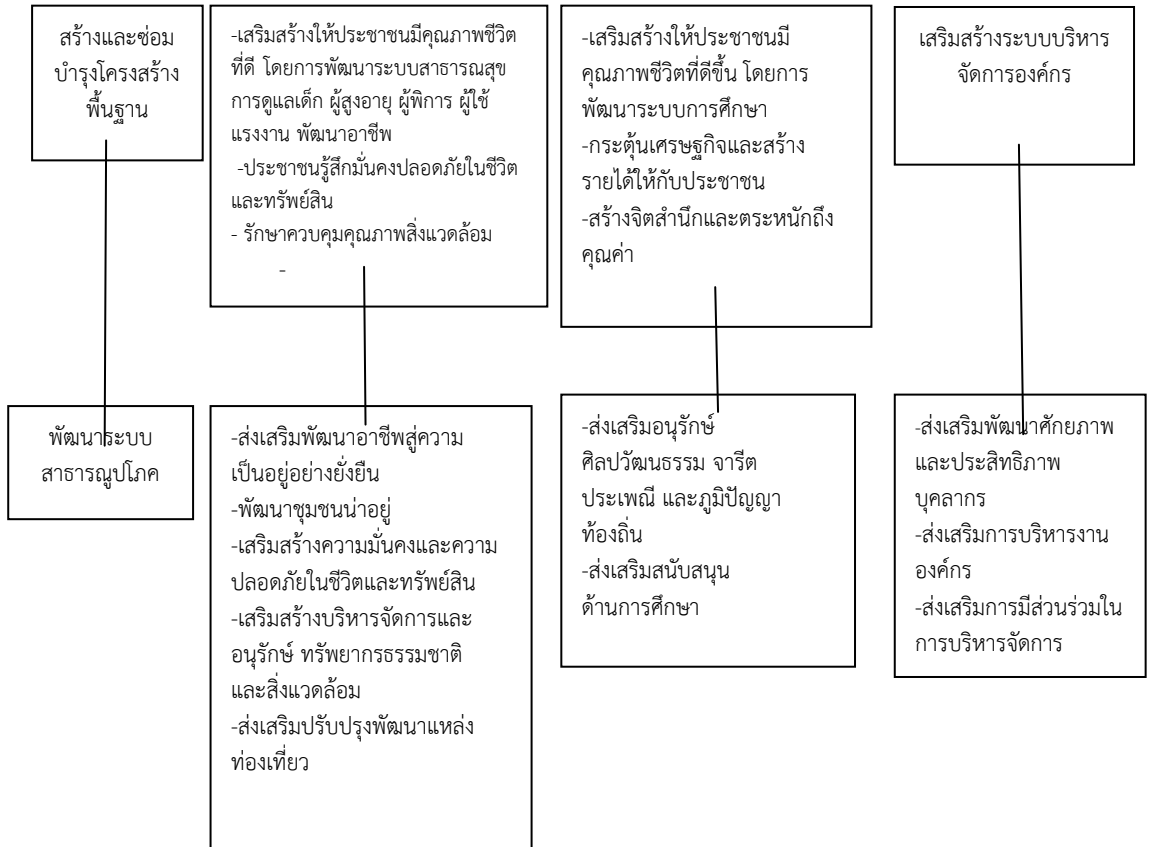 สร้างและซ่อม
บำรุงโครงสร้าง
พื้นฐาน
-เสริมสร้างให้ประชาชนมีคุณภาพชีวิต
ที่ดี โดยการพัฒนาระบบสาธารณสุข
การดูแลเด็ก ผู้สูงอายุ ผู้พิการ ผู้ใช้
แรงงาน พัฒนาอาชีพ
-ประชาชนรู้สึกมั่นคงปลอดภัยในชีวิต
และทรัพย์สิน
- รักษาควบคุมคุณภาพสิ่งแวดล้อม
-
-เสริมสร้างให้ประชาชนมี
คุณภาพชีวิตที่ดีขึ้น โดยการ
พัฒนาระบบการศึกษา
-กระตุ้นเศรษฐกิจและสร้าง
รายได้ให้กับประชาชน
-สร้างจิตสำนึกและตระหนักถึง
คุณค่า
เสริมสร้างระบบบริหาร
จัดการองค์กร
พัฒนาระบบ
สาธารณูปโภค
-ส่งเสริมพัฒนาอาชีพสู่ความ
เป็นอยู่อย่างยั่งยืน
-พัฒนาชุมชนน่าอยู่
-เสริมสร้างความมั่นคงและความ
ปลอดภัยในชีวิตและทรัพย์สิน
-เสริมสร้างบริหารจัดการและ
อนุรักษ์ ทรัพยากรธรรมชาติ
และสิ่งแวดล้อม
-ส่งเสริมปรับปรุงพัฒนาแหล่ง
ท่องเที่ยว
-ส่งเสริมอนุรักษ์
ศิลปวัฒนธรรม จารีต
ประเพณี และภูมิปัญญา
ท้องถิ่น
-ส่งเสริมสนับสนุน
ด้านการศึกษา
-ส่งเสริมพัฒนาศักยภาพ
และประสิทธิภาพ
บุคลากร
-ส่งเสริมการบริหารงาน
องค์กร
-ส่งเสริมการมีส่วนร่วมใน
การบริหารจัดการ